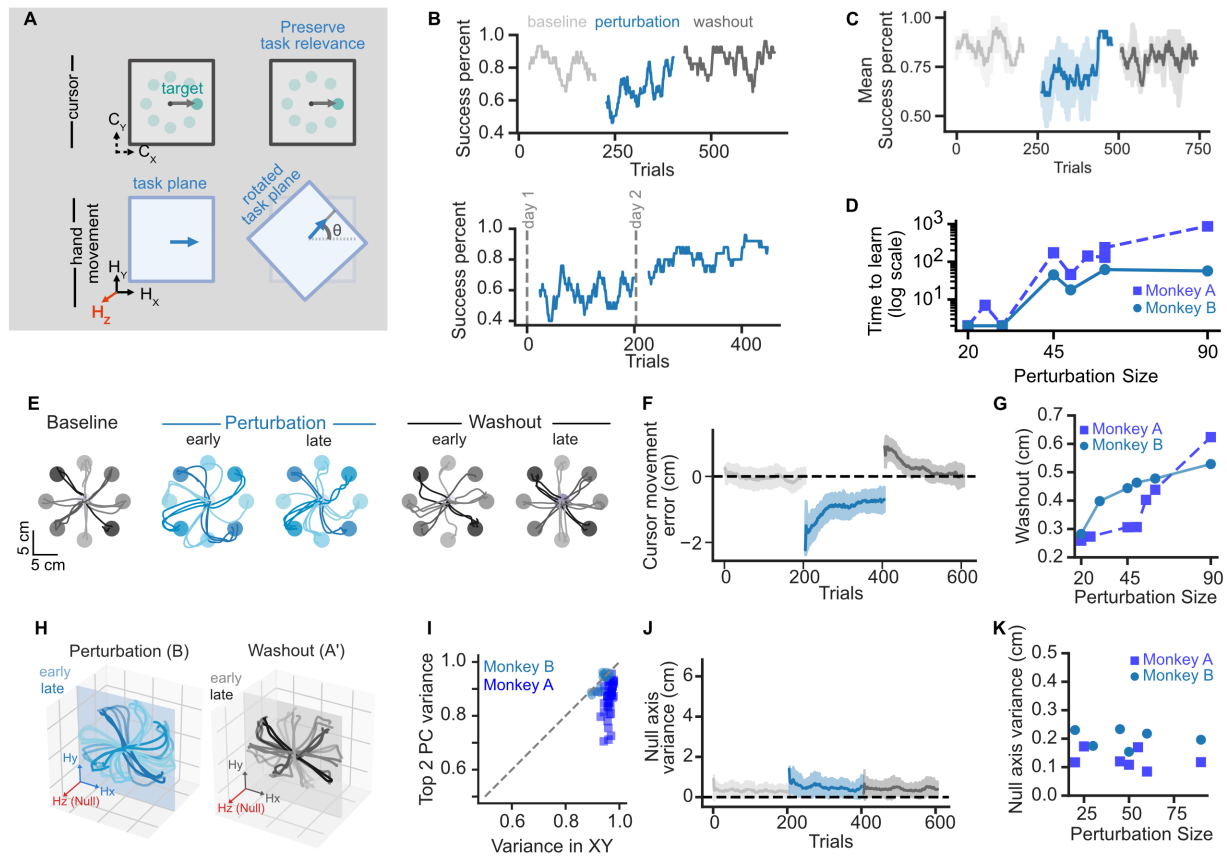 A
Preserve
task relevance
cursor
target
C_Y
C_X
task plane
rotated
task plane
θ
hand
movement
H_Y
H_X
H_Z
B
baseline
perturbation
washout
Success percent
1.0
0.8
0.6
0.4
0
250
500
Trials
day 1
day 2
Success percent
1.0
0.8
0.6
0.4
0
200
400
Trials
C
Mean
Success percent
1.00
0.75
0.50
0
250
500
750
Trials
D
Time to learn
(log scale)
10^3
10^2
10^1
Monkey A
Monkey B
20
45
90
Perturbation Size
E
Baseline
Perturbation
early
late
Washout
early
late
5 cm
5 cm
F
Cursor movement
error (cm)
0
−2
0
200
400
600
Trials
G
Washout (cm)
0.7
0.6
0.5
0.4
0.3
0.2
Monkey A
Monkey B
20
45
90
Perturbation Size
H
Perturbation (B)
early
late
Hy
Hx
Hz (Null)
Washout (A')
early
late
Hy
Hx
Hz (Null)
I
Top 2 PC variance
1.0
0.8
0.6
Monkey B
Monkey A
0.6
0.8
1.0
Variance in XY
J
Null axis
variance (cm)
6
4
2
0
0
200
400
600
Trials
K
Null axis variance (cm)
0.5
0.4
0.3
0.2
0.1
0.0
Monkey A
Monkey B
25
50
75
Perturbation Size